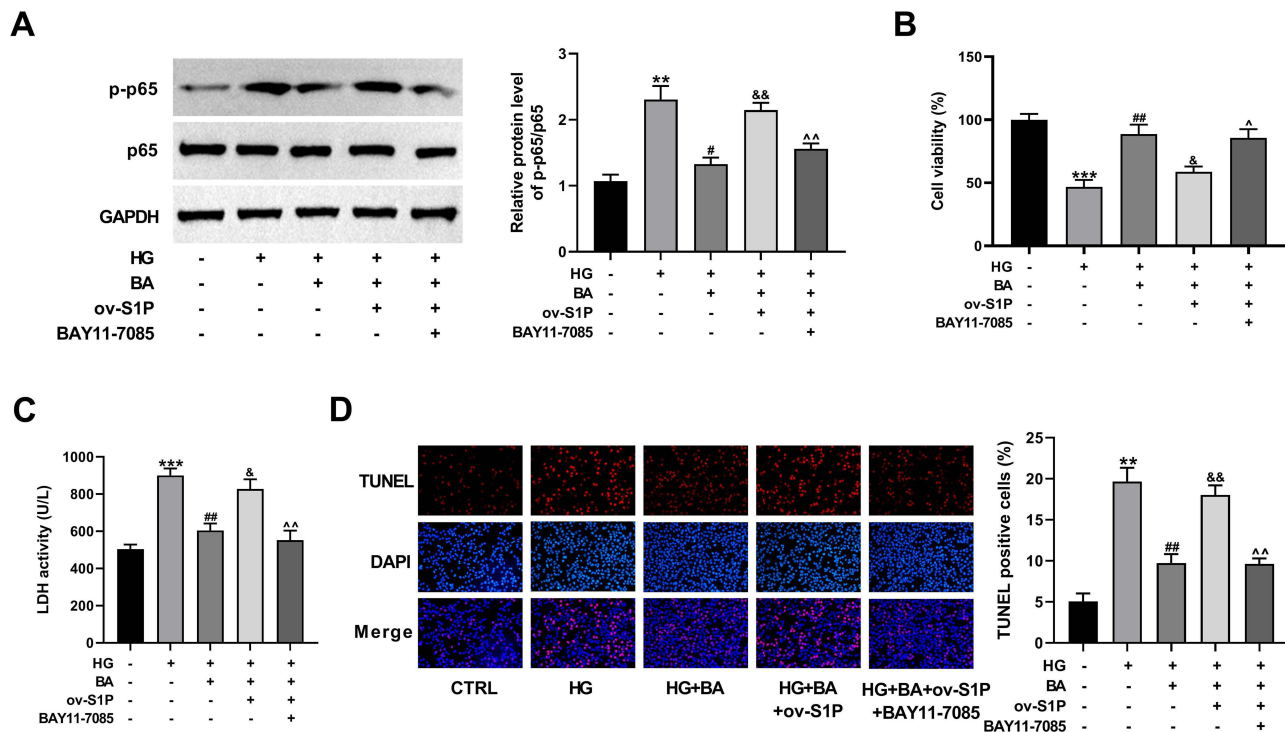 A
p-p65
p65
GAPDH
HG - + + + +
BA - - + + +
ov-S1P - - - + +
BAY11-7085 - - - - +
Relative protein level
of p-p65/p65
3
2
1
0
**
#
&&
^^
HG - + + + +
BA - - + + +
ov-S1P - - - + +
BAY11-7085 - - - - +
B
Cell viability (%)
150
100
50
0
***
##
&
^
HG - + + + +
BA - - + + +
ov-S1P - - - + +
BAY11-7085 - - - - +
C
LDH activity (U/L)
1000
800
600
400
200
0
***
##
&
^^
HG - + + + +
BA - - + + +
ov-S1P - - - + +
BAY11-7085 - - - - +
D
TUNEL
DAPI
Merge
CTRL
HG
HG+BA
HG+BA
+ov-S1P
HG+BA+ov-S1P
+BAY11-7085
TUNEL positive cells (%)
25
20
15
10
5
0
**
##
&&
^^
HG - + + + +
BA - - + + +
ov-S1P - - - + +
BAY11-7085 - - - - +